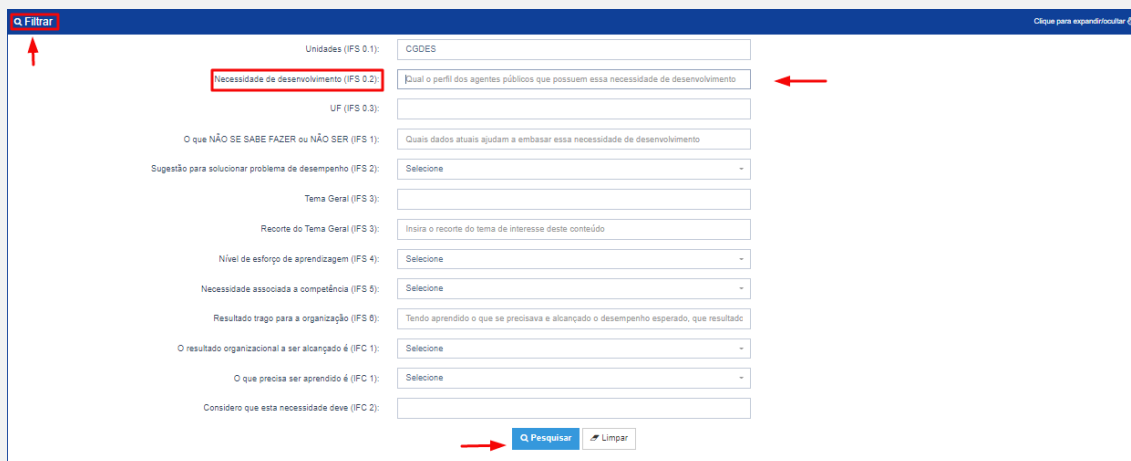 Filtrar
Clique para expandir/ocultar
Unidades (IFS 0.1): CGDES
Necessidade de desenvolvimento (IFS 0.2): Qual o perfil dos agentes públicos que possuem essa necessidade de desenvolvimento
UF (IFS 0.3):
O que NÃO SE SABE FAZER ou NÃO SER (IFS 1): Quais dados atuais ajudam a embasar essa necessidade de desenvolvimento
Sugestão para solucionar problema de desempenho (IFS 2): Selecione
Tema Geral (IFS 3):
Recorte do Tema Geral (IFS 3): Insira o recorte do tema de interesse deste conteúdo
Nível de esforço de aprendizagem (IFS 4): Selecione
Necessidade associada a competência (IFS 5): Selecione
Resultado trago para a organização (IFS 6): Tendo aprendido o que se precisava e alcançado o desempenho esperado, que resultado
O resultado organizacional a ser alcançado é (IFC 1): Selecione
O que precisa ser aprendido é (IFC 1): Selecione
Considero que esta necessidade deve (IFC 2):
Pesquisar Limpar